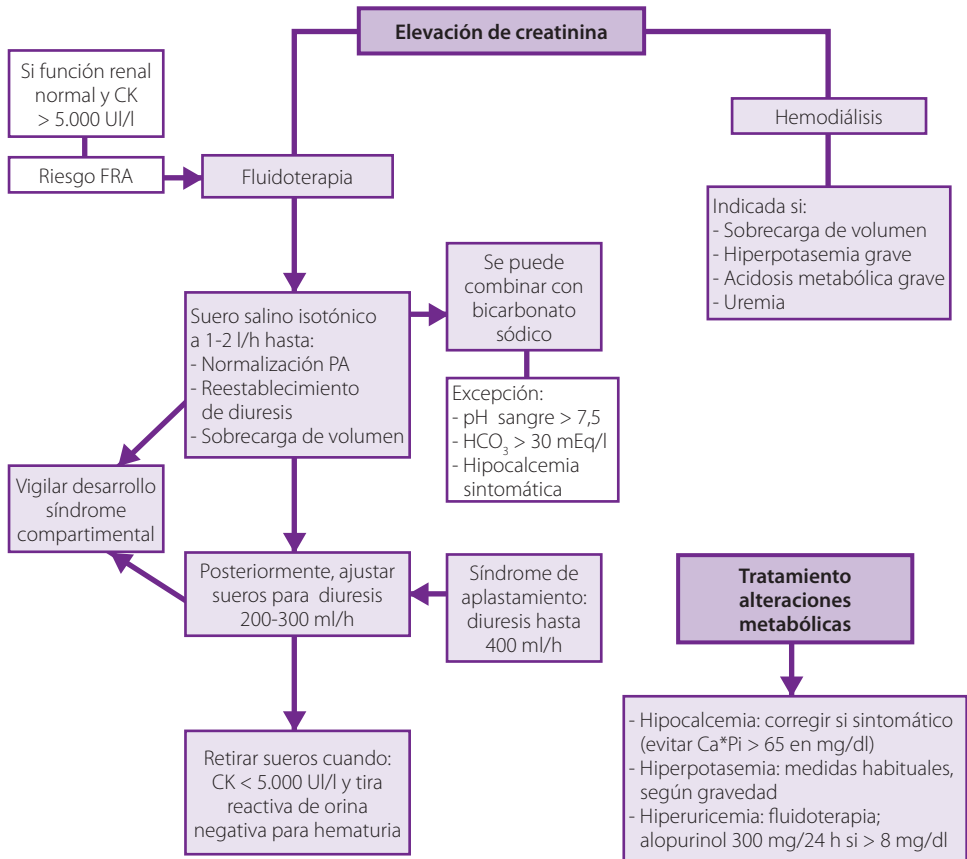 Elevación de creatinina
Si función renal
normal y CK
> 5.000 UI/l
Riesgo FRA
Fluidoterapia
Hemodiálisis
Indicada si:
- Sobrecarga de volumen
- Hiperpotasemia grave
- Acidosis metabólica grave
- Uremia
Suero salino isotónico
a 1-2 l/h hasta:
- Normalización PA
- Reestablecimiento
de diuresis
- Sobrecarga de volumen
Se puede
combinar con
bicarbonato
sódico
Excepción:
- pH sangre > 7,5
- HCO₃ > 30 mEq/l
- Hipocalcemia
sintomática
Vigilar desarrollo
síndrome
compartimental
Posteriormente, ajustar
sueros para diuresis
200-300 ml/h
Síndrome de
aplastamiento:
diuresis hasta
400 ml/h
Retirar sueros cuando:
CK < 5.000 UI/l y tira
reactiva de orina
negativa para hematuria
Tratamiento
alteraciones
metabólicas
- Hipocalcemia: corregir si sintomático
(evitar Ca*Pi > 65 en mg/dl)
- Hiperpotasemia: medidas habituales,
según gravedad
- Hiperuricemia: fluidoterapia;
alopurinol 300 mg/24 h si > 8 mg/dl